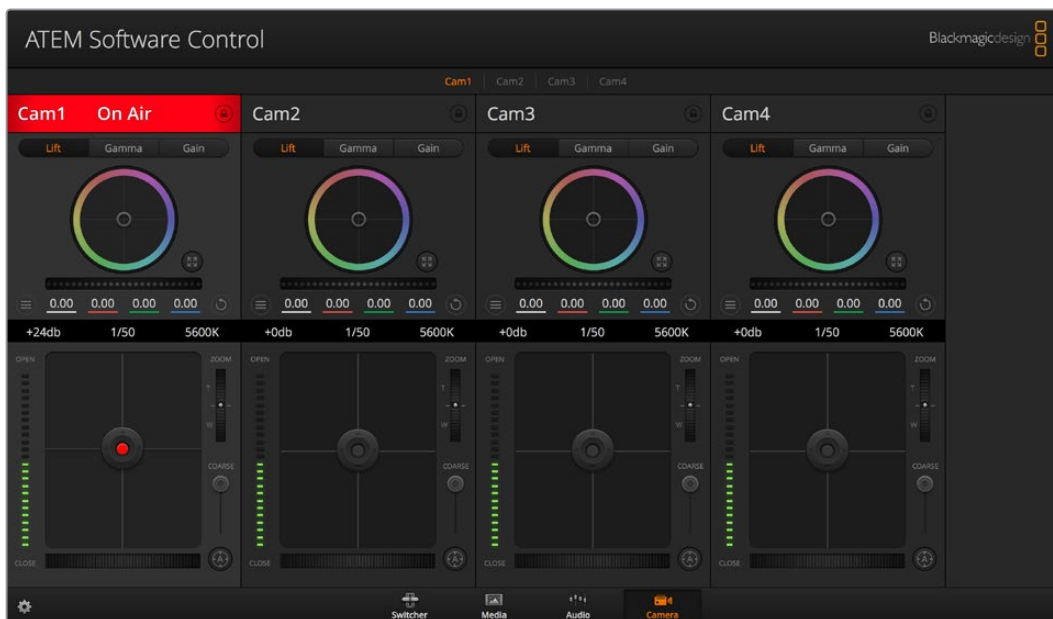 ATEM Software Control
Blackmagicdesign
Cam1 Cam2 Cam3 Cam4
Cam1 On Air
Cam2
Cam3
Cam4
Lift Gamma Gain
Lift Gamma Gain
Lift Gamma Gain
Lift Gamma Gain
0.00 0.00 0.00 0.00
0.00 0.00 0.00 0.00
0.00 0.00 0.00 0.00
0.00 0.00 0.00 0.00
+24db 1/50 5600K
+0db 1/50 5600K
+0db 1/50 5600K
+0db 1/50 5600K
OPEN ZOOM
OPEN ZOOM
OPEN ZOOM
OPEN ZOOM
T
T
T
T
W
W
W
W
COARSE
COARSE
COARSE
COARSE
CLOSE A
CLOSE A
CLOSE A
CLOSE A
Switcher Media Audio Camera